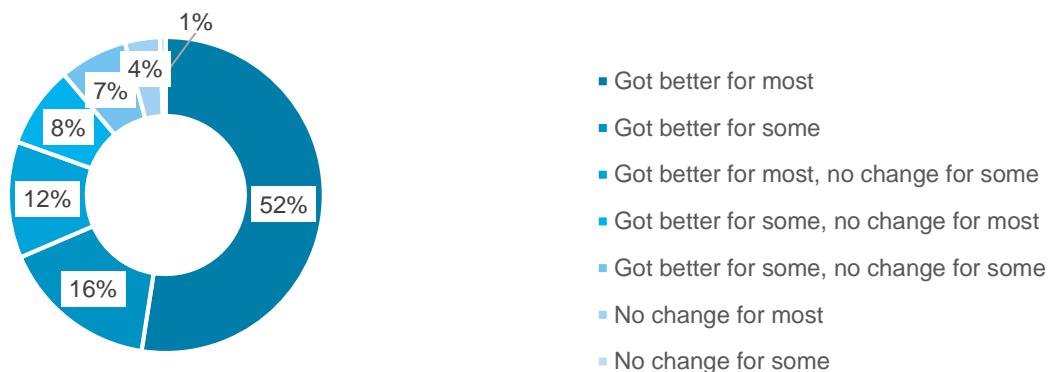 1%
4%
7%
8%
12%
16%
52%
Got better for most
Got better for some
Got better for most, no change for some
Got better for some, no change for most
Got better for some, no change for some
No change for most
No change for some